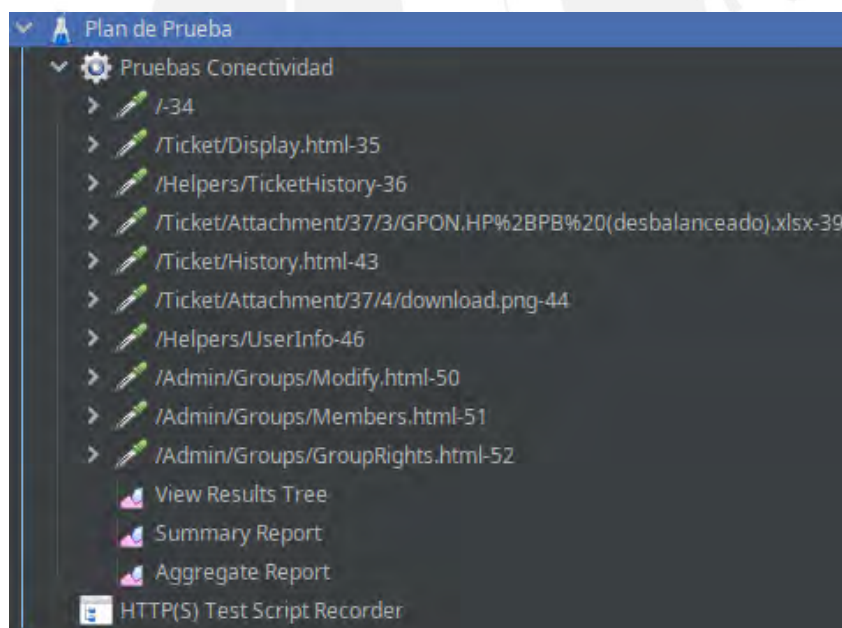 Plan de Prueba
Pruebas Conectividad
/-34
/Ticket/Display.html-35
/Helpers/TicketHistory-36
/Ticket/Attachment/37/3/GPON.HP%2BPB%20(desbalanceado).xlsx-39
/Ticket/History.html-43
/Ticket/Attachment/37/4/download.png-44
/Helpers/UserInfo-46
/Admin/Groups/Modify.html-50
/Admin/Groups/Members.html-51
/Admin/Groups/GroupRights.html-52
View Results Tree
Summary Report
Aggregate Report
HTTP(S) Test Script Recorder